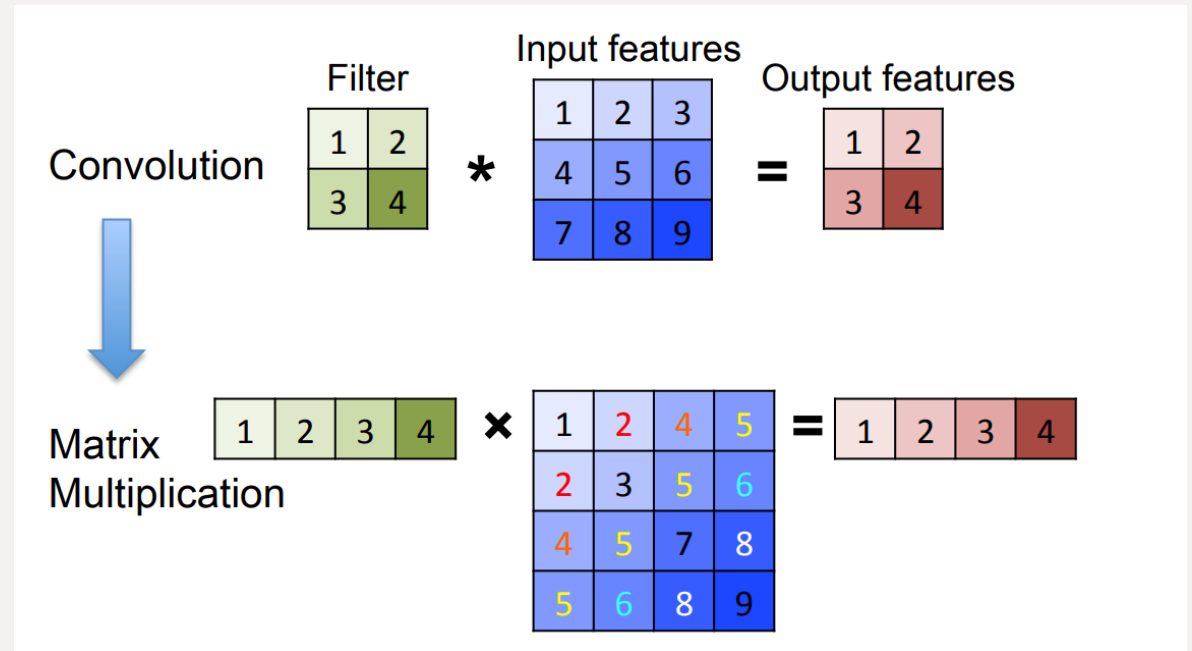 Input features
Filter
Output features
1 2
3 4
1 2 3
4 5 6
7 8 9
1 2
3 4
Convolution
*
=
Matrix
Multiplication
1 2 3 4
×
1 2 4 5
2 3 5 6
4 5 7 8
5 6 8 9
=
1 2 3 4